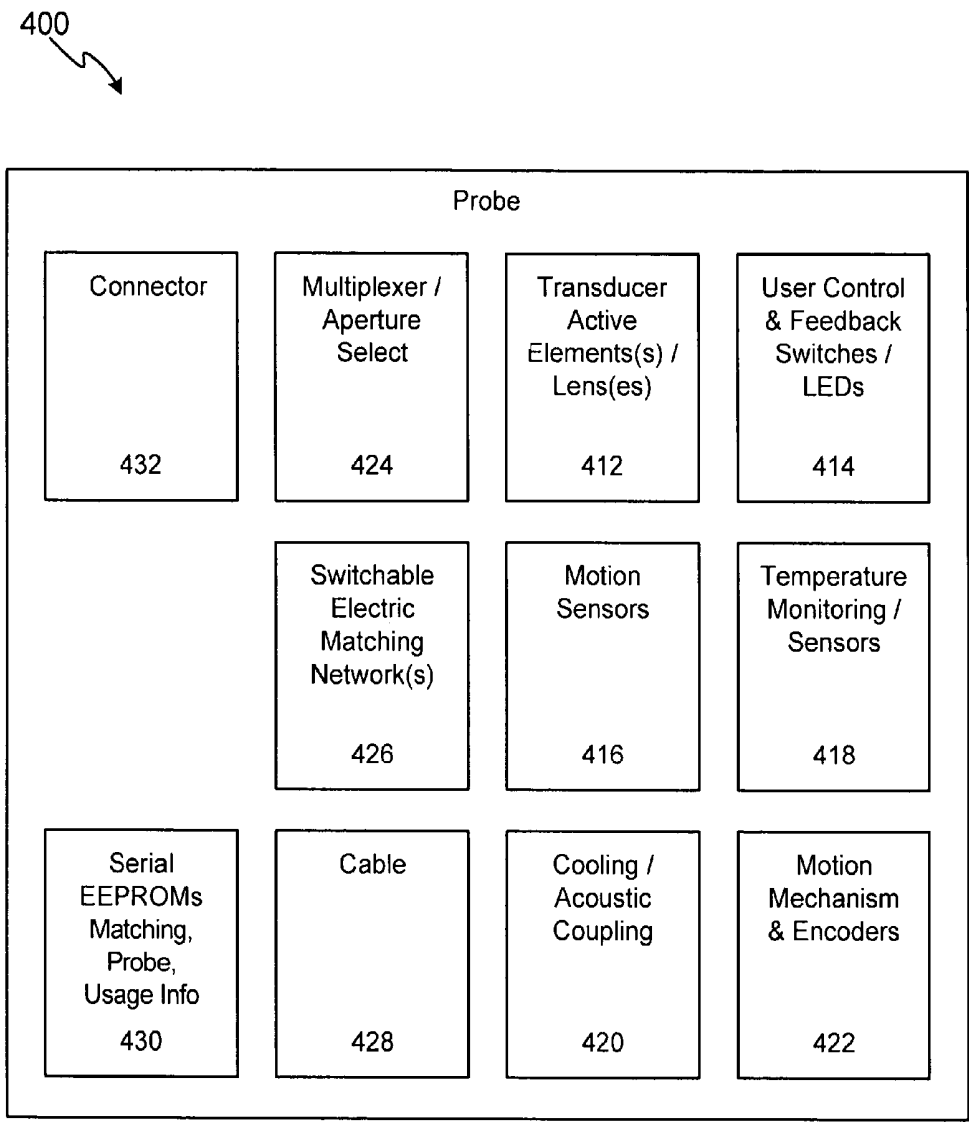 400
Probe
Connector
432
Multiplexer /
Aperture
Select
424
Transducer
Active
Elements(s) /
Lens(es)
412
User Control
& Feedback
Switches /
LEDs
414
Switchable
Electric
Matching
Network(s)
426
Motion
Sensors
416
Temperature
Monitoring /
Sensors
418
Serial
EEPROMs
Matching,
Probe,
Usage Info
430
Cable
428
Cooling /
Acoustic
Coupling
420
Motion
Mechanism
& Encoders
422